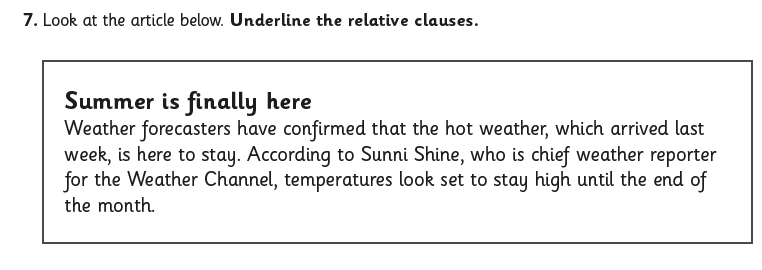 7. Look at the article below. Underline the relative clauses.
Summer is finally here
Weather forecasters have confirmed that the hot weather, which arrived last
week, is here to stay. According to Sunni Shine, who is chief weather reporter
for the Weather Channel, temperatures look set to stay high until the end of
the month.